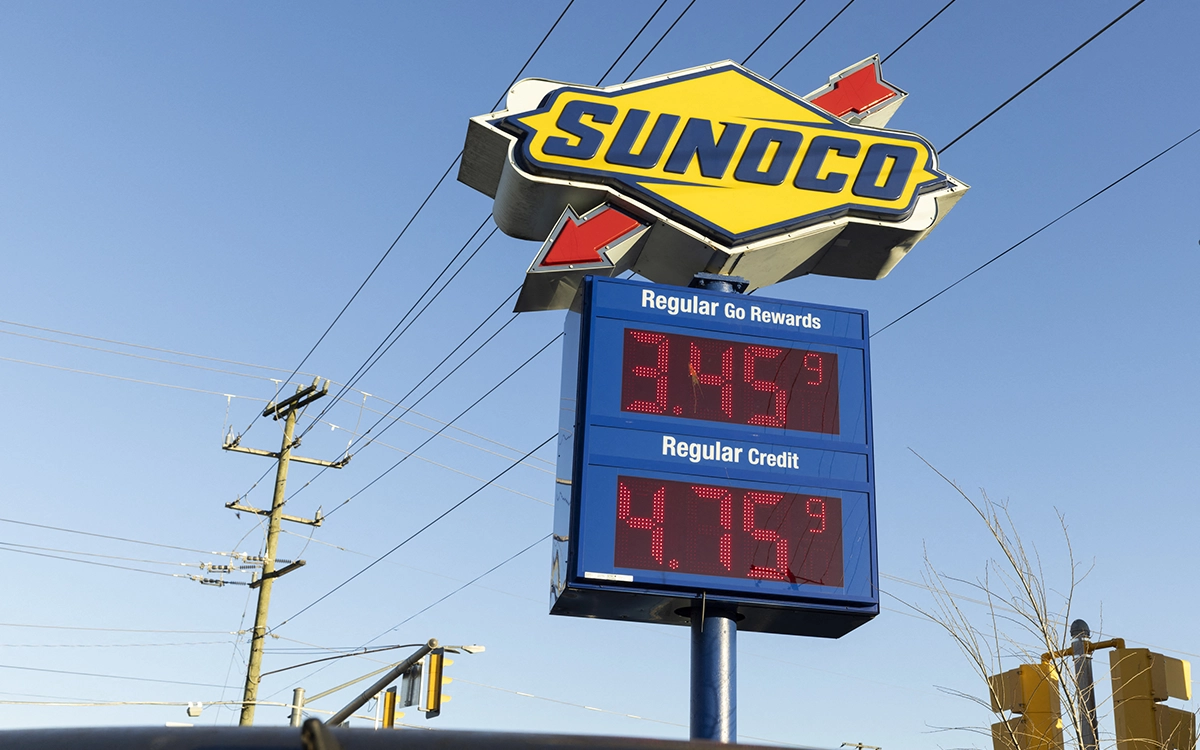 SUNOCO
Regular Go Rewards
3.45 9
Regular Credit
4.75 9